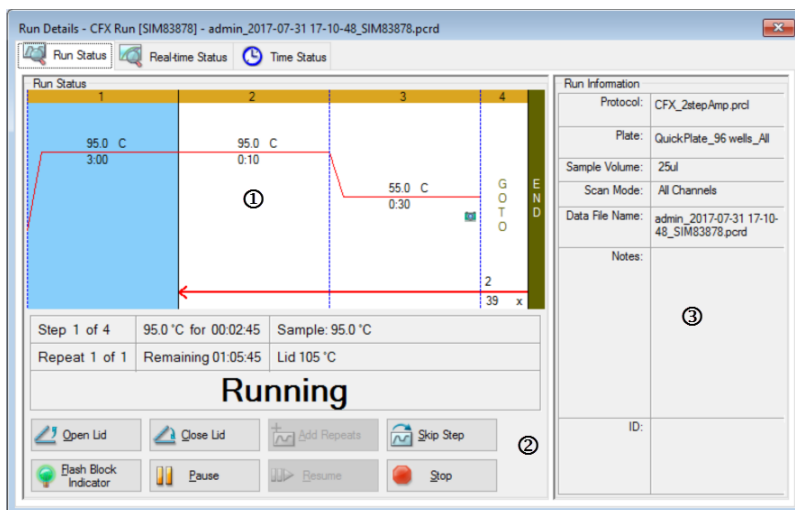 Run Details - CFX Run [SIM83878] - admin_2017-07-31 17-10-48_SIM83878.pcrd
Run Status Real-time Status Time Status
Run Status
1 2 3 4
95.0 C 95.0 C
3:00 0:10
55.0 C
0:30
GOTO
END
①
2
39 x
Step 1 of 4 95.0 °C for 00:02:45 Sample: 95.0 °C
Repeat 1 of 1 Remaining 01:05:45 Lid 105 °C
Running
Open Lid Close Lid Add Repeats Skip Step
②
Flash Block
Indicator
Pause Resume Stop
Run Information
Protocol: CFX_2stepAmp.prcl
Plate: QuickPlate_96 wells_All
Sample Volume: 25ul
Scan Mode: All Channels
Data File Name: admin_2017-07-31 17-10-
48_SIM83878.pcrd
Notes:
③
ID: